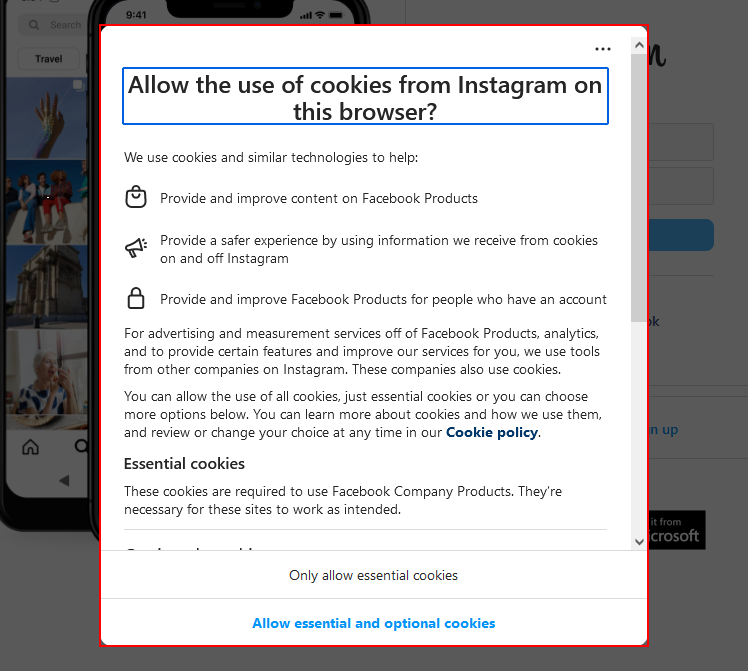 9:41
Search
Travel
Allow the use of cookies from Instagram on
this browser?
We use cookies and similar technologies to help:
Provide and improve content on Facebook Products
Provide a safer experience by using information we receive from cookies
on and off Instagram
Provide and improve Facebook Products for people who have an account
For advertising and measurement services off of Facebook Products, analytics,
and to provide certain features and improve our services for you, we use tools
from other companies on Instagram. These companies also use cookies.
You can allow the use of all cookies, just essential cookies or you can choose
more options below. You can learn more about cookies and how we use them,
and review or change your choice at any time in our Cookie policy.
Essential cookies
These cookies are required to use Facebook Company Products. They're
necessary for these sites to work as intended.
Only allow essential cookies
Allow essential and optional cookies
up
it from